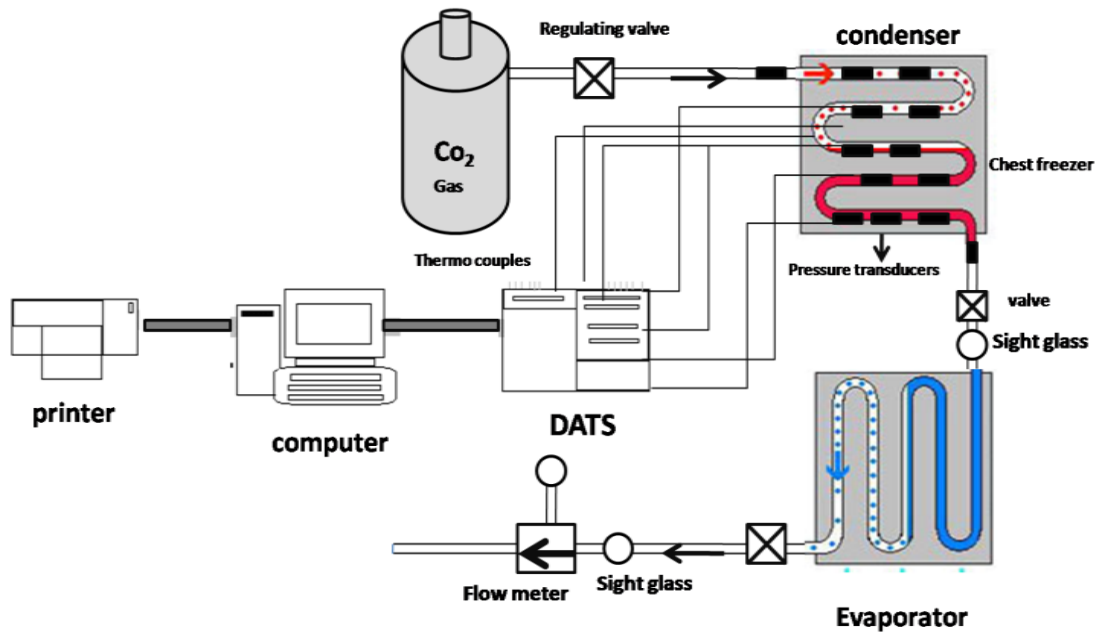 Regulating valve
condenser
Co2
Gas
Chest freezer
Thermo couples
Pressure transducers
valve
Sight glass
printer
computer
DATS
Flow meter
Sight glass
Evaporator